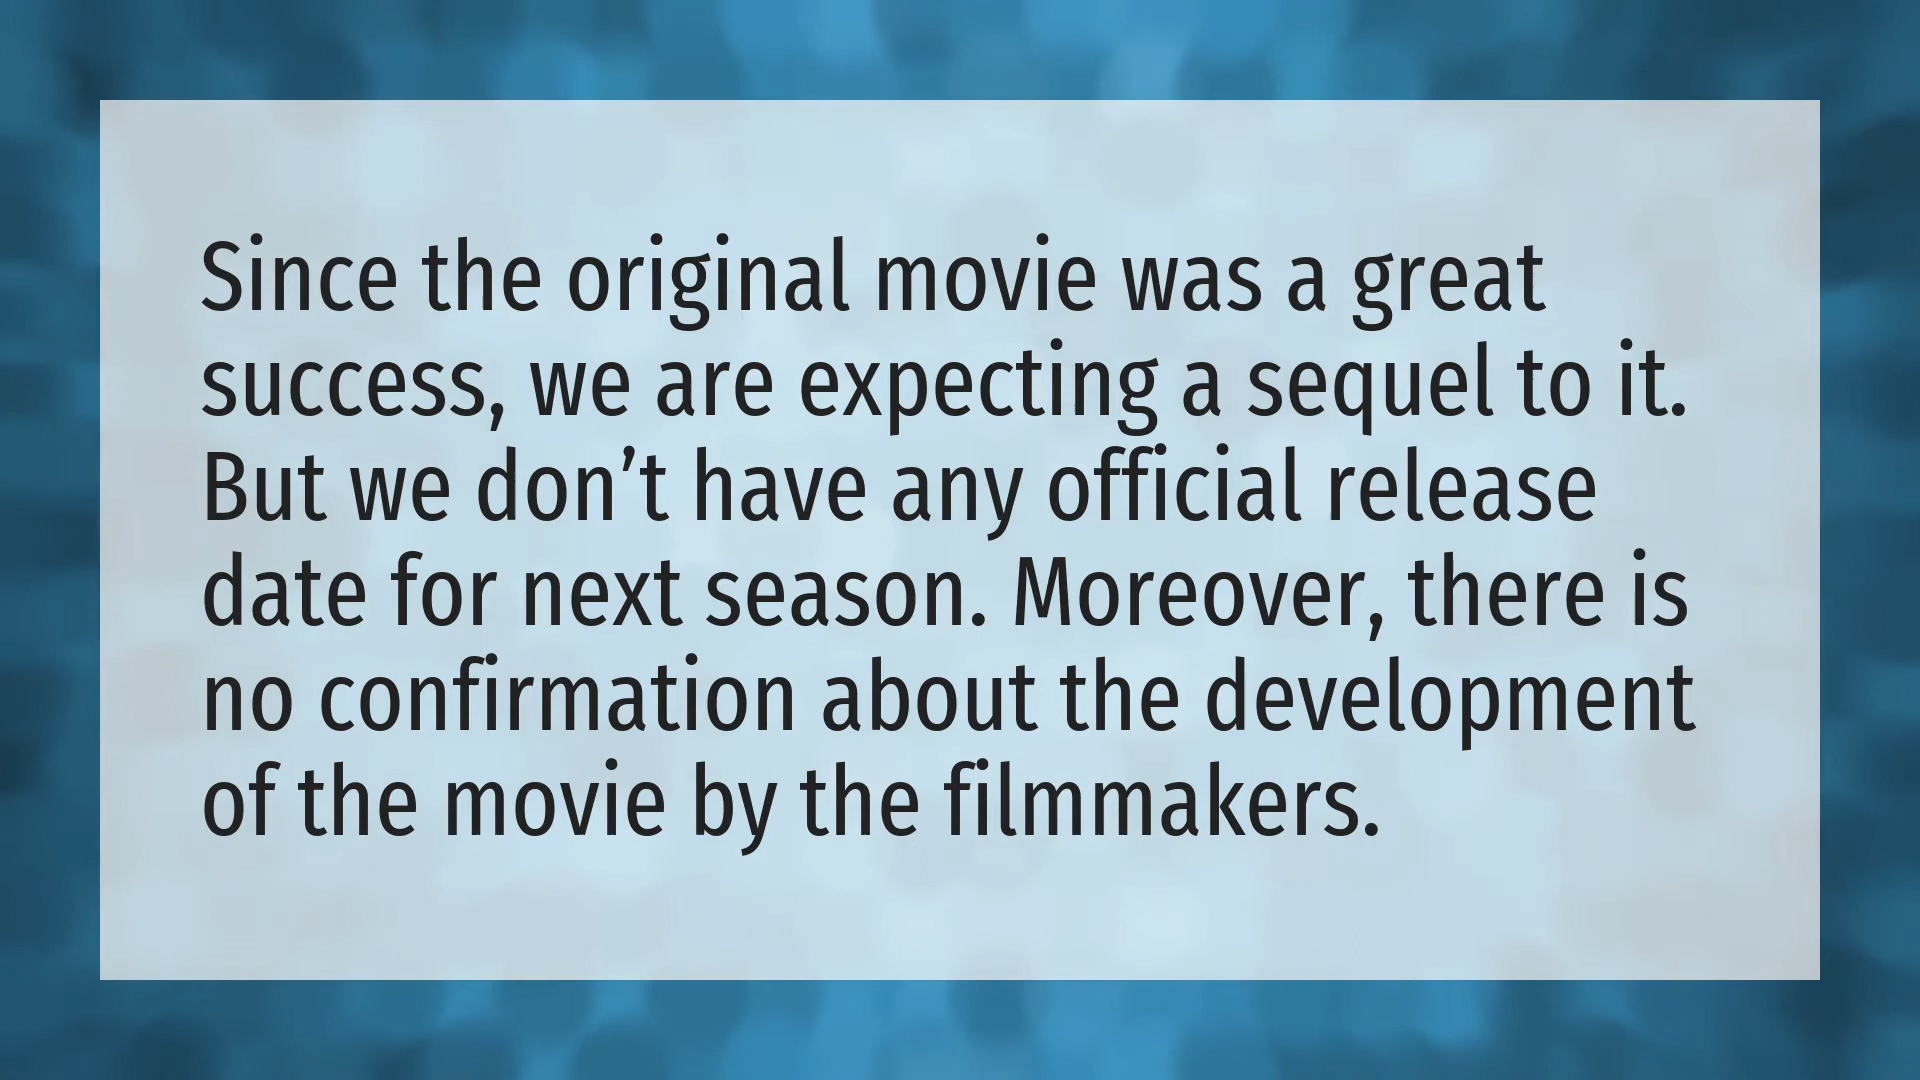 Since the original movie was a great
success, we are expecting a sequel to it.
But we don’t have any official release
date for next season. Moreover, there is
no confirmation about the development
of the movie by the filmmakers.